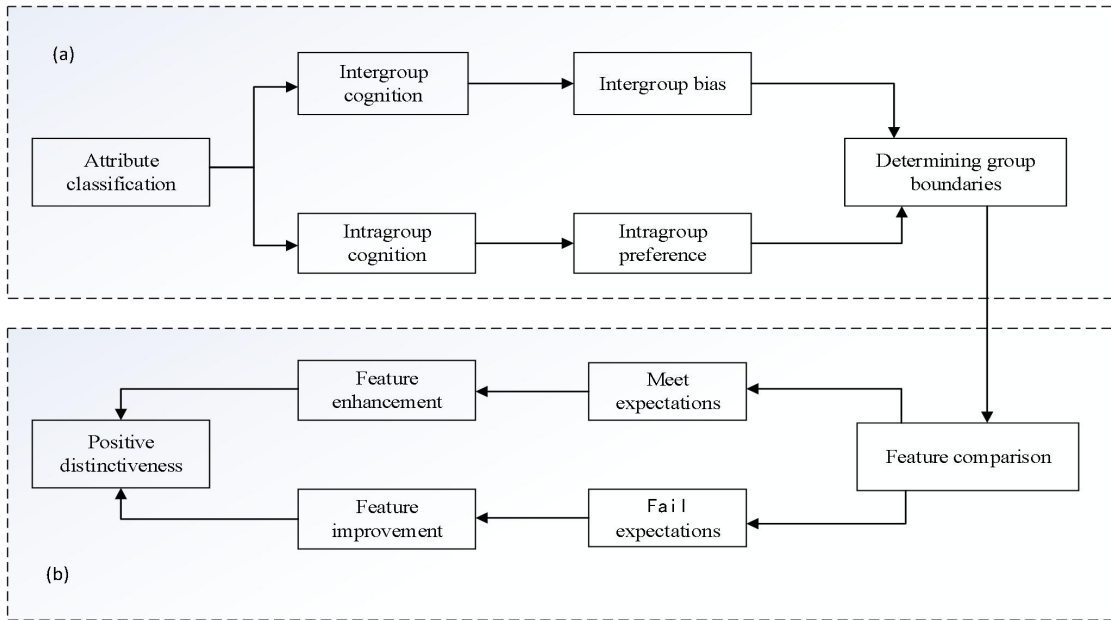 (a)
Intergroup
cognition
Intergroup bias
Attribute
classification
Determining group
boundaries
Intragroup
cognition
Intragroup
preference
Feature
enhancement
Meet
expectations
Positive
distinctiveness
Feature comparison
Feature
improvement
Fail
expectations
(b)